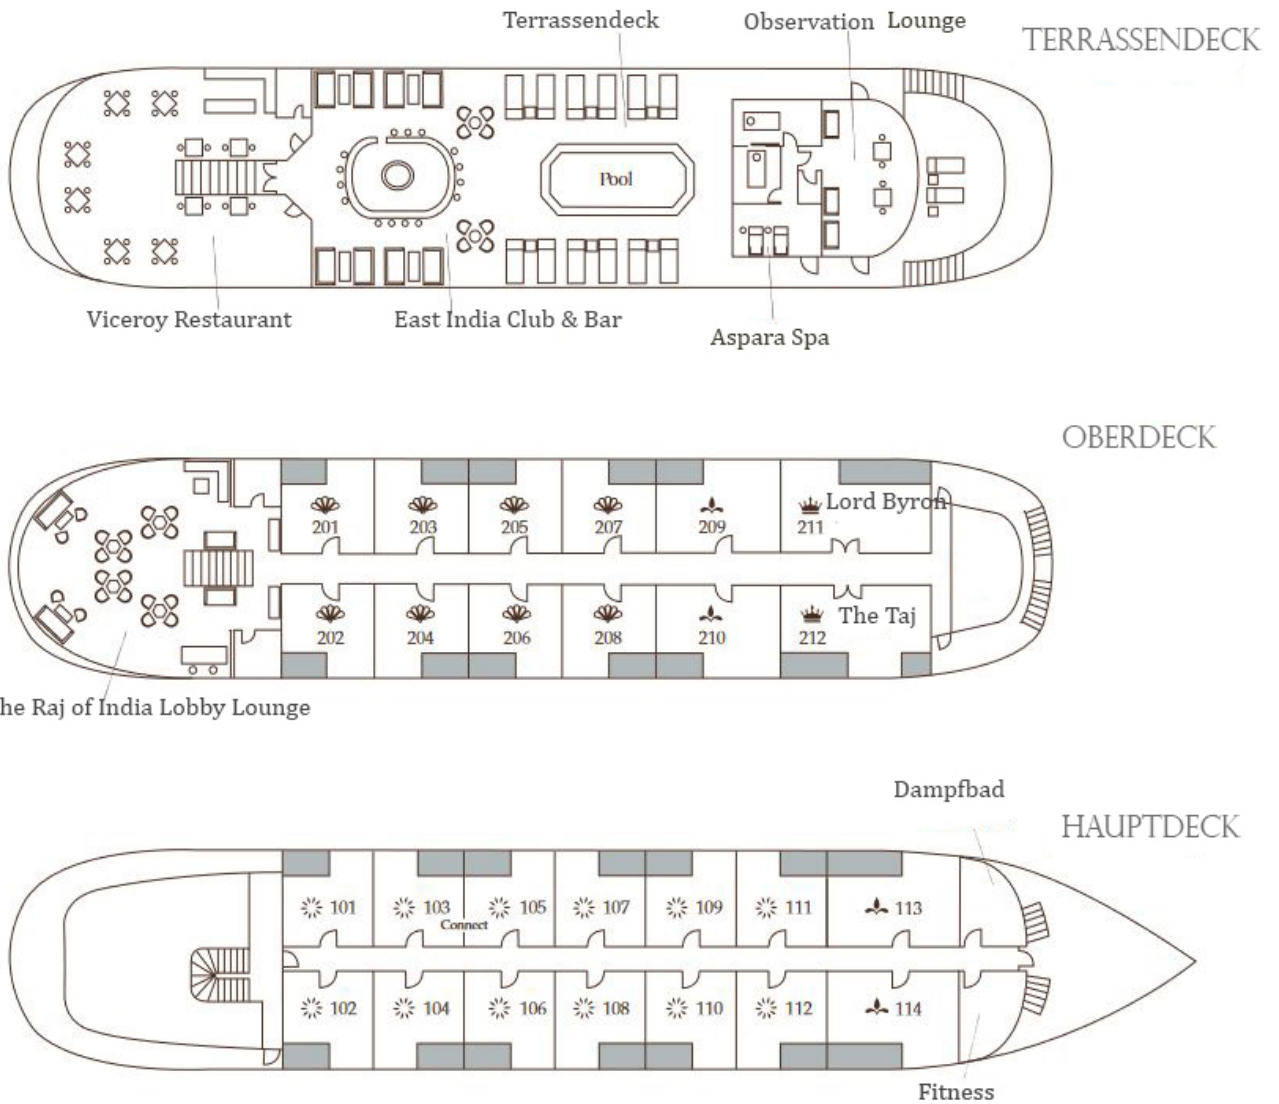 Terrassendeck
Observation Lounge
TERRASSENDECK
Pool
Viceroy Restaurant
East India Club & Bar
Aspara Spa
OBERDECK
201 203 205 207 209 211 Lord Byron
202 204 206 208 210 212 The Taj
he Raj of India Lobby Lounge
Dampfbad
HAUPTDECK
101 103 105 107 109 111 113
Connect
102 104 106 108 110 112 114
Fitness